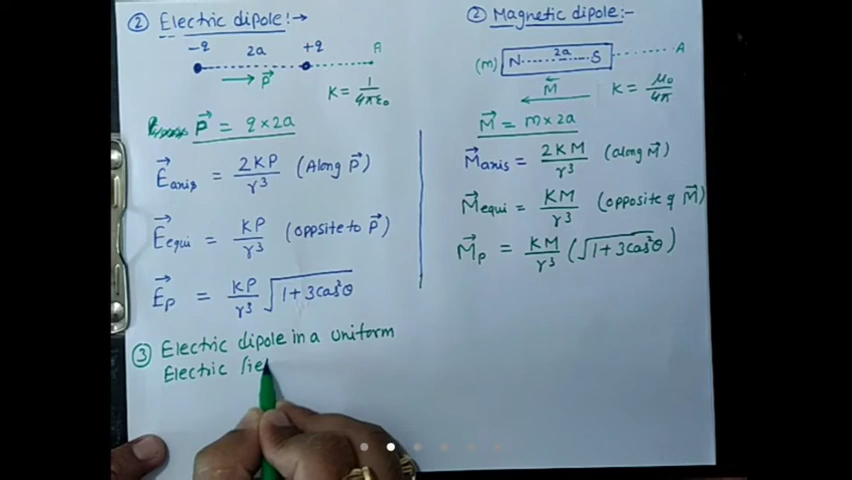 ② Electric dipole:→
-q 2a +q A
→ P⃗
K = 1/4πε₀
P⃗ = q × 2a
E⃗axis = 2KP/r³ (Along P⃗)
E⃗equi = KP/r³ (oppsite to P⃗)
E⃗p = KP/r³ √1+3cos²θ
③ Electric dipole in a uniform
Electric fie
② Magnetic dipole:-
(m) N 2a S A
M⃗
K = μ₀/4π
M⃗ = m × 2a
M⃗axis = 2KM/r³ (along M⃗)
M⃗equi = KM/r³ (opposite of M⃗)
M⃗p = KM/r³ (√1+3cos²θ)